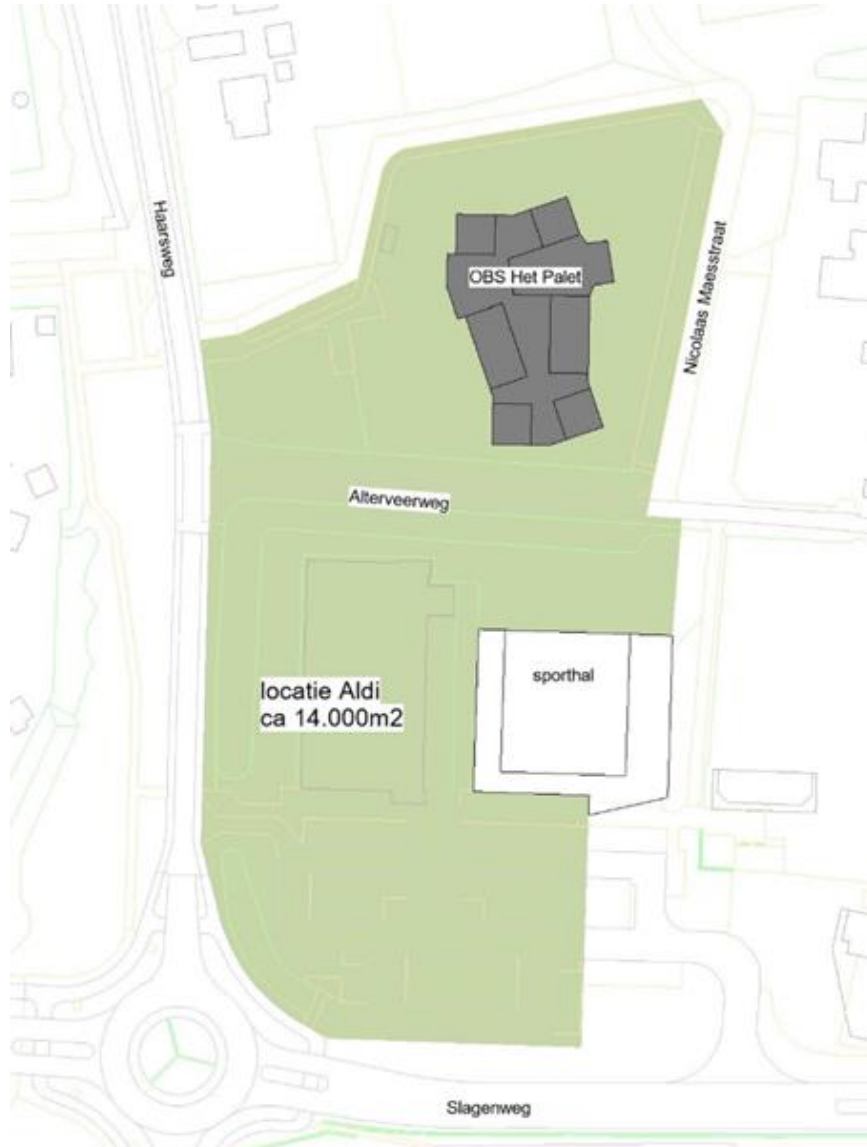 Haarsweg
OBS Het Palet
Nicolaas Maesstraat
Alterveerweg
sporthal
locatie Aldi
ca 14.000m2
Slagenweg